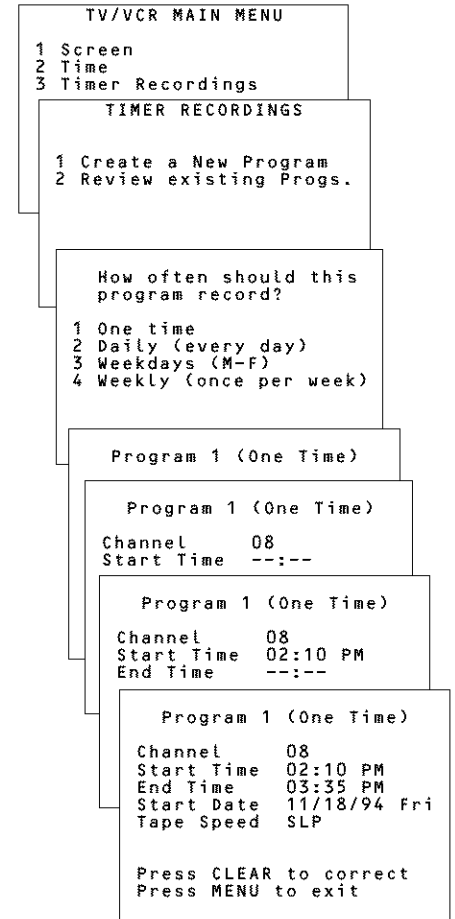 TV/VCR MAIN MENU
1 Screen
2 Time
3 Timer Recordings
TIMER RECORDINGS
1 Create a New Program
2 Review existing Progs.
How often should this
program record?
1 One time
2 Daily (every day)
3 Weekdays (M-F)
4 Weekly (once per week)
Program 1 (One Time)
Program 1 (One Time)
Channel 08
Start Time --:--
Program 1 (One Time)
Channel 08
Start Time 02:10 PM
End Time --:--
Program 1 (One Time)
Channel 08
Start Time 02:10 PM
End Time 03:35 PM
Start Date 11/18/94 Fri
Tape Speed SLP
Press CLEAR to correct
Press MENU to exit